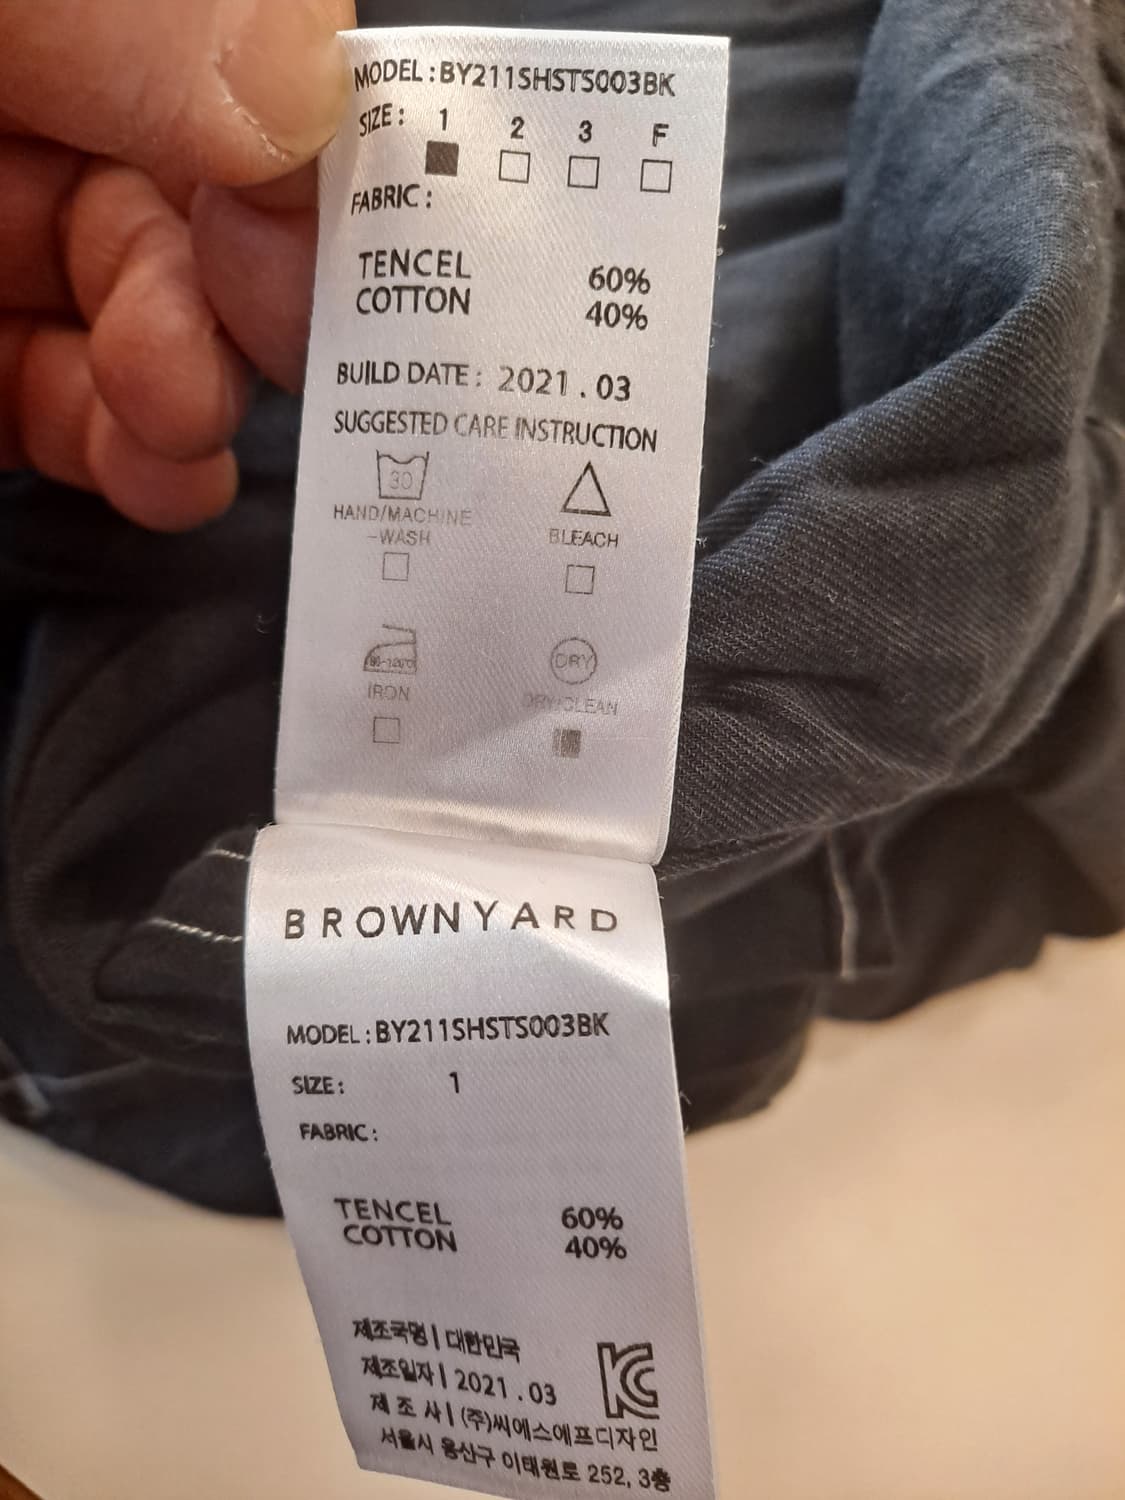 MODEL : BY211SHSTS003BK
SIZE : 1 2 3 F
FABRIC :
TENCEL 60%
COTTON 40%
BUILD DATE : 2021 . 03
SUGGESTED CARE INSTRUCTION
30
HAND/MACHINE BLEACH
-WASH
80-120℃ DRY
IRON DRY CLEAN
BROWNYARD
MODEL : BY211SHSTS003BK
SIZE : 1
FABRIC :
TENCEL 60%
COTTON 40%
제조국명 | 대한민국
제조일자 | 2021 . 03
제 조 사 | (주)씨에스에프디자인
서울시 용산구 이태원로 252, 3층
KC